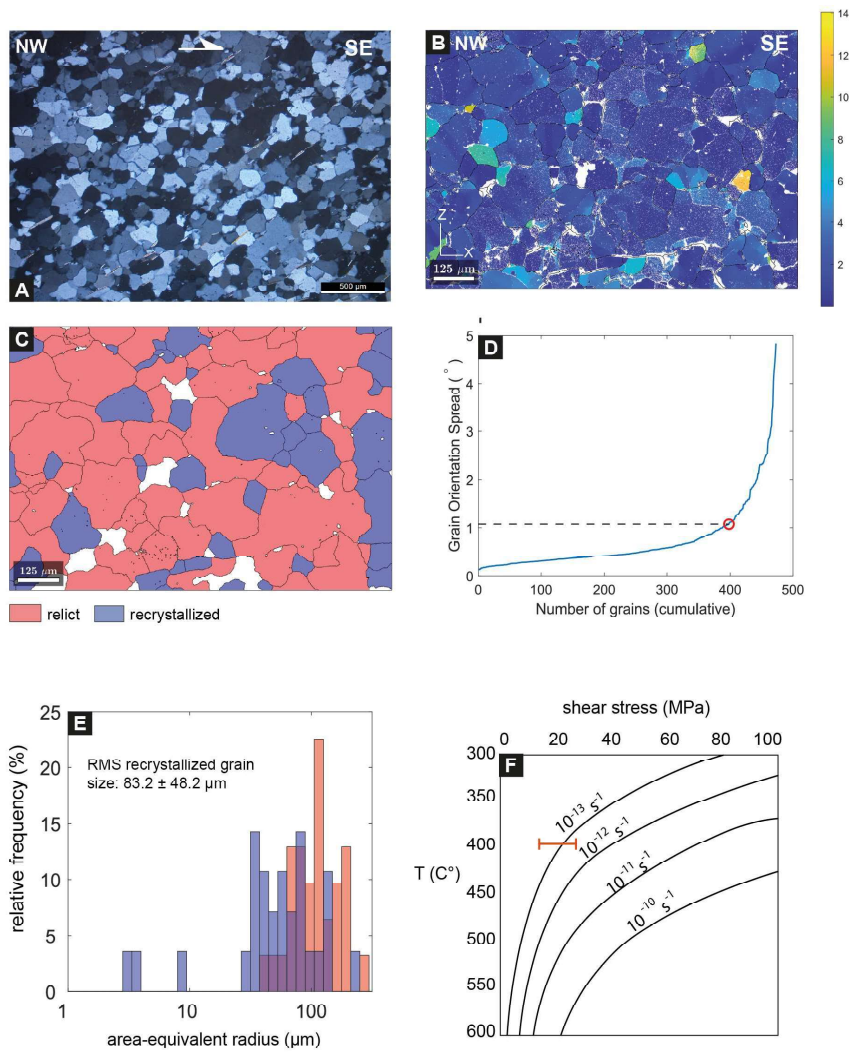 NW
SE
A
500 µm
B
NW
SE
Z
X
125 µm
14
12
10
8
6
4
2
C
125 µm
relict
recrystallized
D
Grain Orientation Spread (°)
5
4
3
2
1
0
0
100
200
300
400
500
Number of grains (cumulative)
E
RMS recrystallized grain
size: 83.2 ± 48.2 µm
relative frequency (%)
25
20
15
10
5
0
1
10
100
area-equivalent radius (µm)
shear stress (MPa)
0
20
40
60
80
100
F
T (C°)
300
350
400
450
500
550
600
10⁻¹³ s⁻¹
10⁻¹² s⁻¹
10⁻¹¹ s⁻¹
10⁻¹⁰ s⁻¹